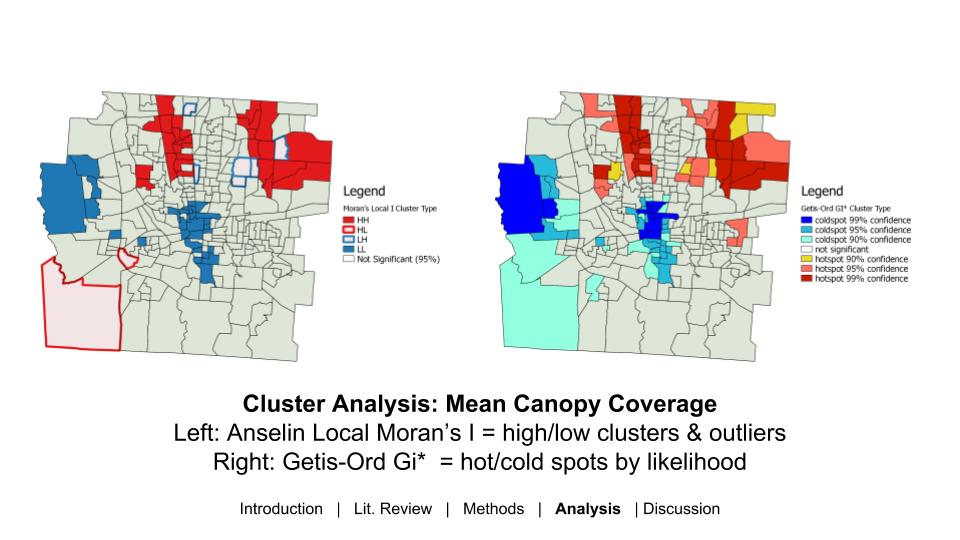 Legend
Moran's Local I Cluster Type
HH
HL
LH
LL
Not Significant (95%)
Legend
Getis-Ord GI* Cluster Type
coldspot 99% confidence
coldspot 95% confidence
coldspot 90% confidence
not significant
hotspot 90% confidence
hotspot 95% confidence
hotspot 99% confidence
Cluster Analysis: Mean Canopy Coverage
Left: Anselin Local Moran's I = high/low clusters & outliers
Right: Getis-Ord Gi* = hot/cold spots by likelihood
Introduction | Lit. Review | Methods | Analysis | Discussion